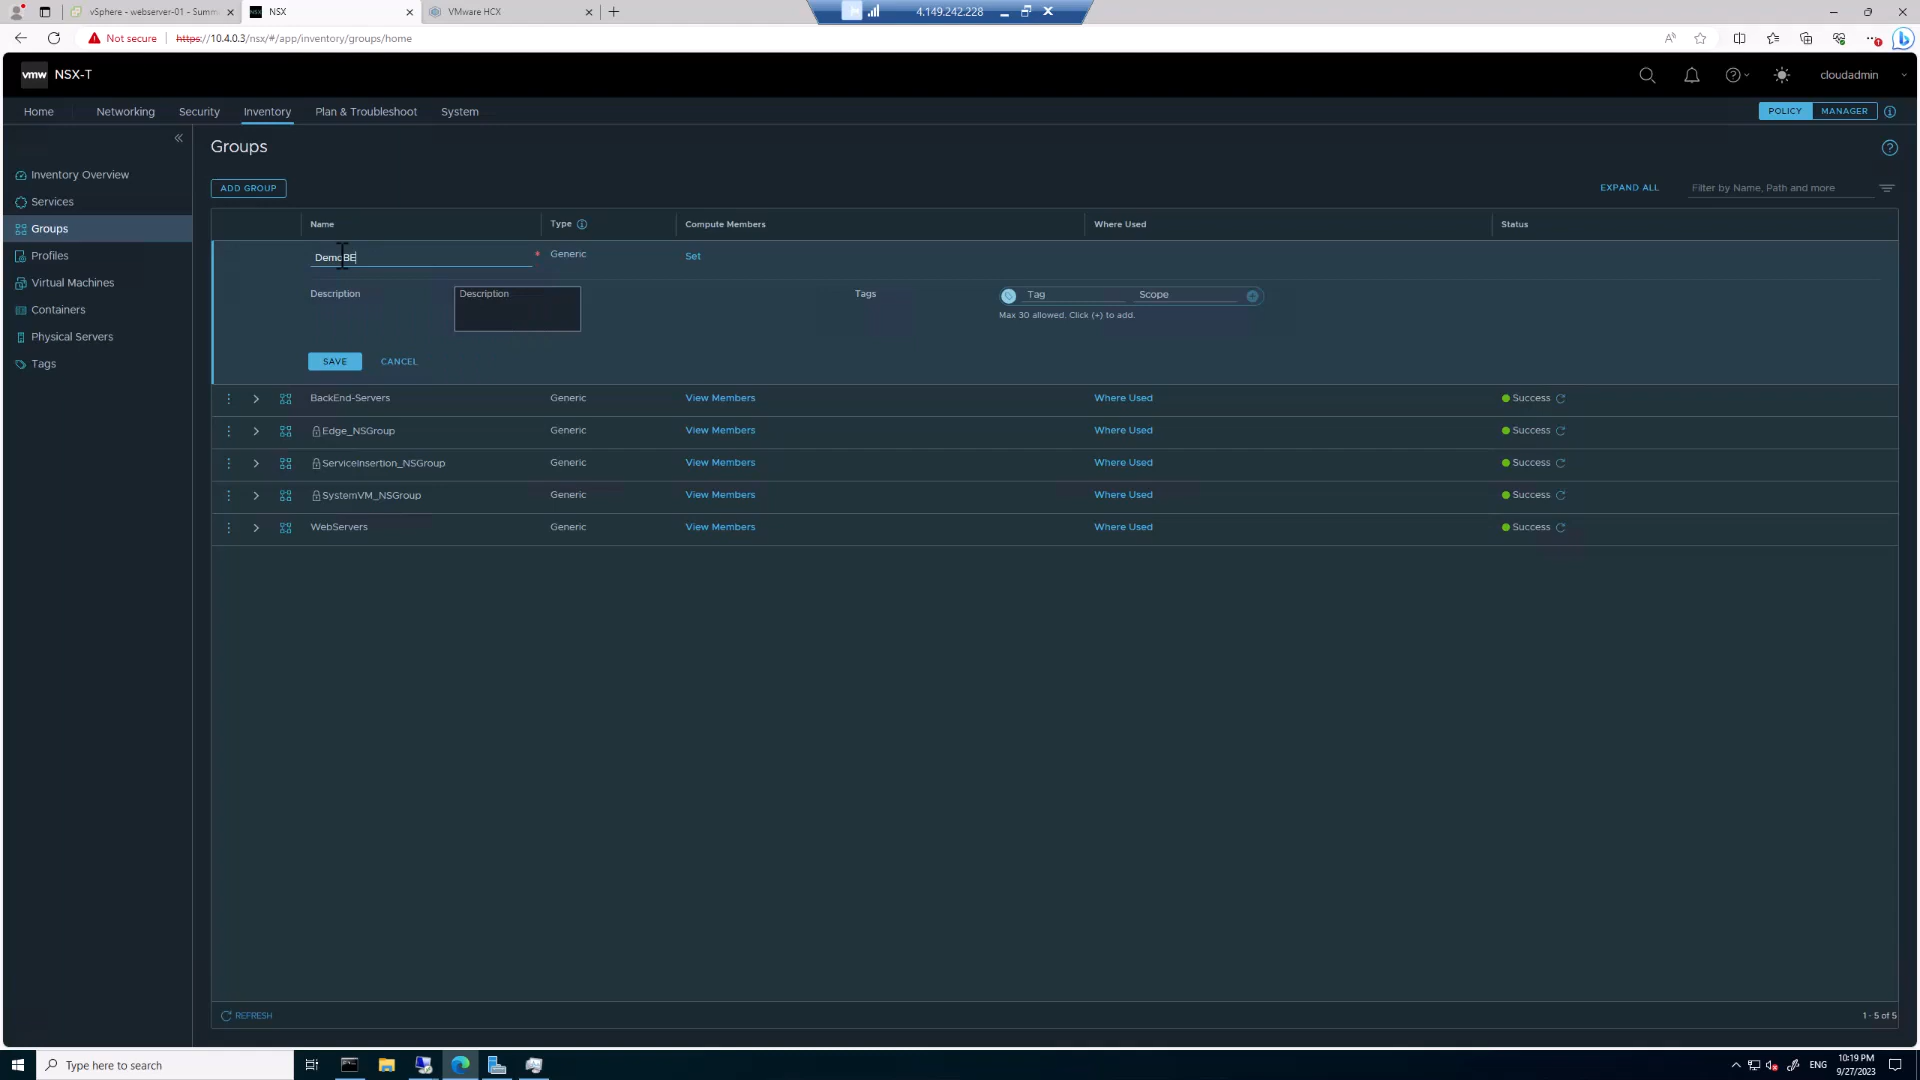 vSphere - webserver-01 - Summ
NSX
VMware HCX
4.149.242.228
Not secure
https://10.4.0.3/nsx/#/app/inventory/groups/home
vmw NSX-T
cloudadmin
Home
Networking
Security
Inventory
Plan & Troubleshoot
System
POLICY
MANAGER
Inventory Overview
Services
Groups
Profiles
Virtual Machines
Containers
Physical Servers
Tags
Groups
ADD GROUP
EXPAND ALL
Filter by Name, Path and more
Name
Type
Compute Members
Where Used
Status
DemoBE * Generic Set
Description
Description
Tags
Tag
Scope
Max 30 allowed. Click (+) to add.
SAVE
CANCEL
BackEnd-Servers Generic View Members Where Used Success
Edge_NSGroup Generic View Members Where Used Success
ServiceInsertion_NSGroup Generic View Members Where Used Success
SystemVM_NSGroup Generic View Members Where Used Success
WebServers Generic View Members Where Used Success
REFRESH
1 - 5 of 5
Type here to search
ENG
10:19 PM
9/27/2023